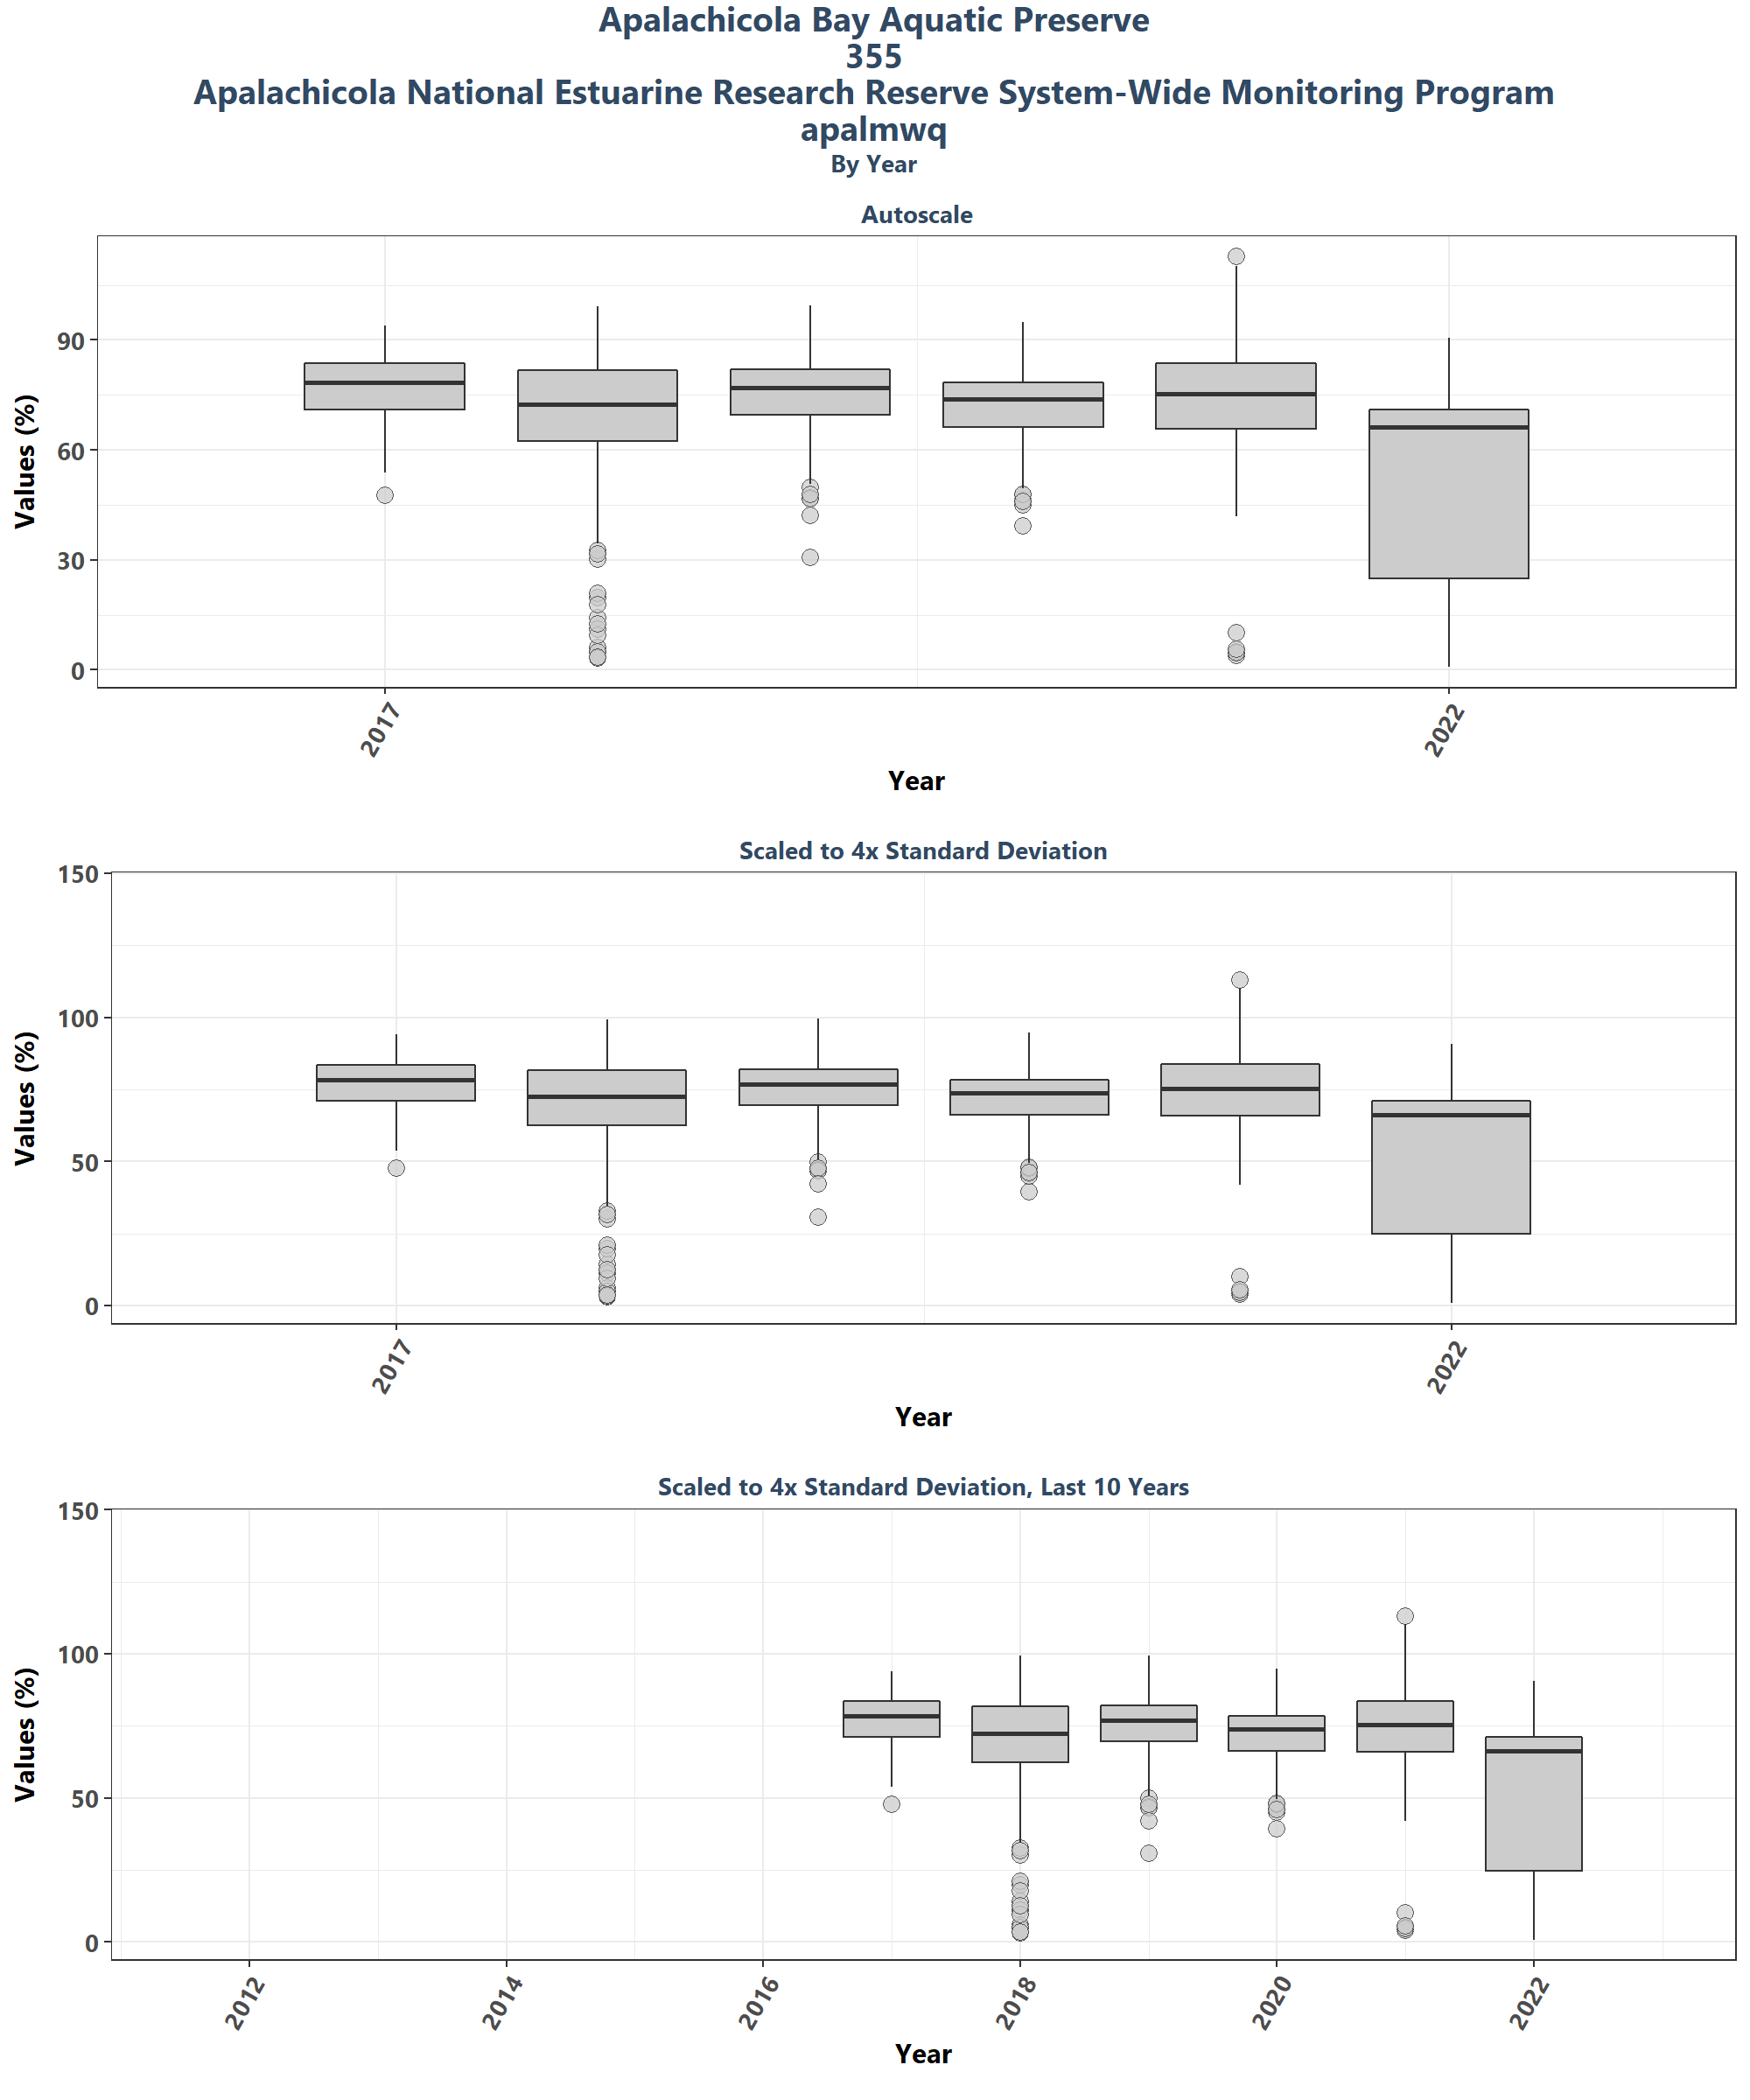 Apalachicola Bay Aquatic Preserve
355
Apalachicola National Estuarine Research Reserve System-Wide Monitoring Program
apalmwq
By Year
Autoscale
Values (%)
90
60
30
0
2017
2022
Year
Scaled to 4x Standard Deviation
Values (%)
150
100
50
0
2017
2022
Year
Scaled to 4x Standard Deviation, Last 10 Years
Values (%)
150
100
50
0
2012
2014
2016
2018
2020
2022
Year